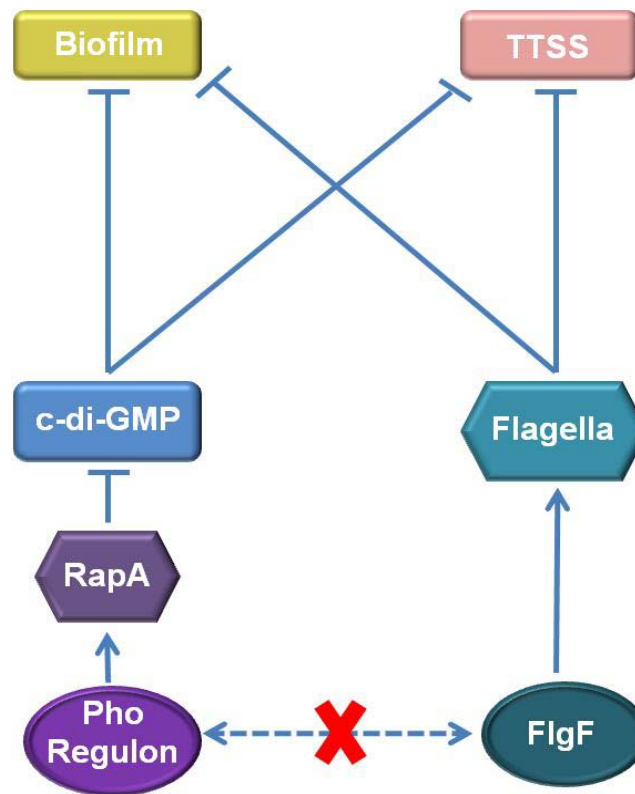 Biofilm
TTSS
c-di-GMP
Flagella
RapA
Pho
Regulon
FlgF